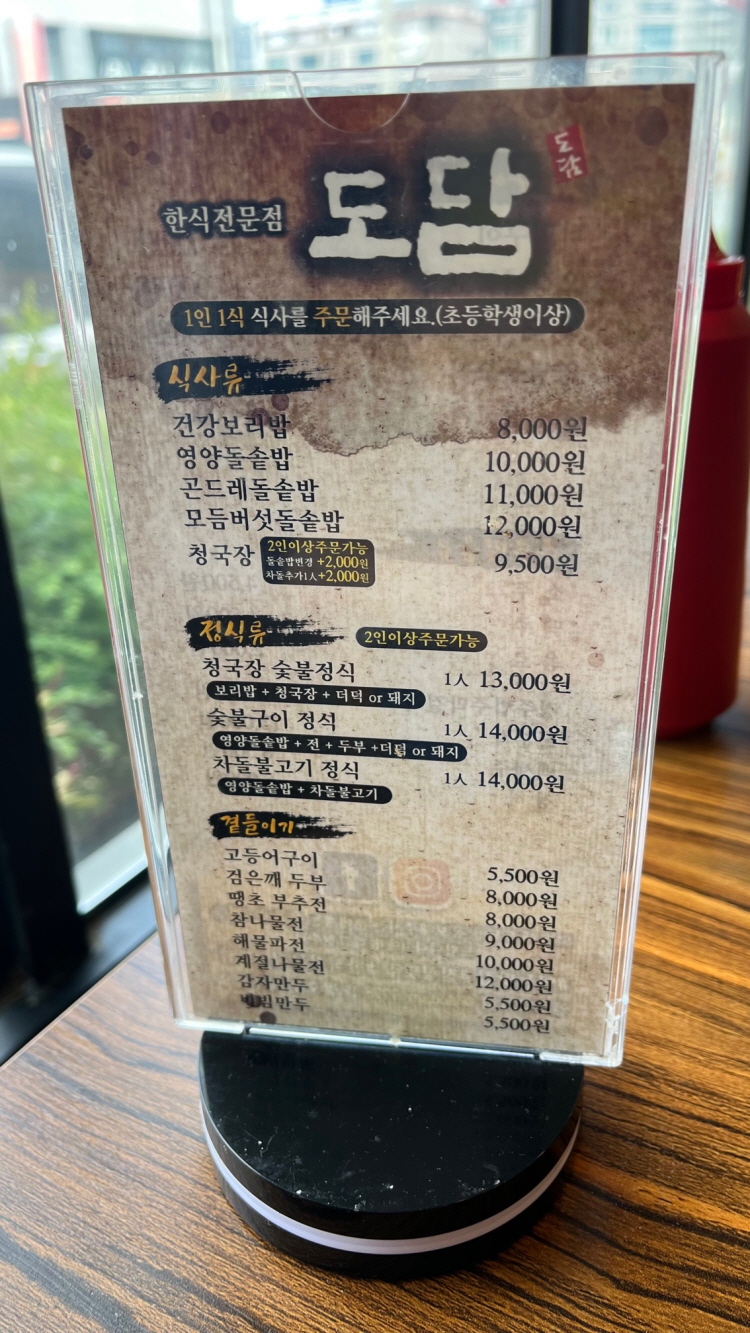 한식전문점 도담
도담
1인 1식 식사를 주문해주세요.(초등학생이상)
식사류
건강보리밥 8,000원
영양돌솥밥 10,000원
곤드레돌솥밥 11,000원
모듬버섯돌솥밥 12,000원
청국장 2인이상주문가능 9,500원
돌솥밥변경 +2,000원
차돌추가1人+2,000원
정식류 2인이상주문가능
청국장 숯불정식 1人 13,000원
보리밥 + 청국장 + 더덕 or 돼지
숯불구이 정식 1人 14,000원
영양돌솥밥 + 전 + 두부 +더덕 or 돼지
차돌불고기 정식 1人 14,000원
영양돌솥밥 + 차돌불고기
곁들이기
고등어구이 5,500원
검은깨 두부 8,000원
땡초 부추전 8,000원
참나물전 9,000원
해물파전 10,000원
계절나물전 12,000원
감자만두 5,500원
비빔만두 5,500원